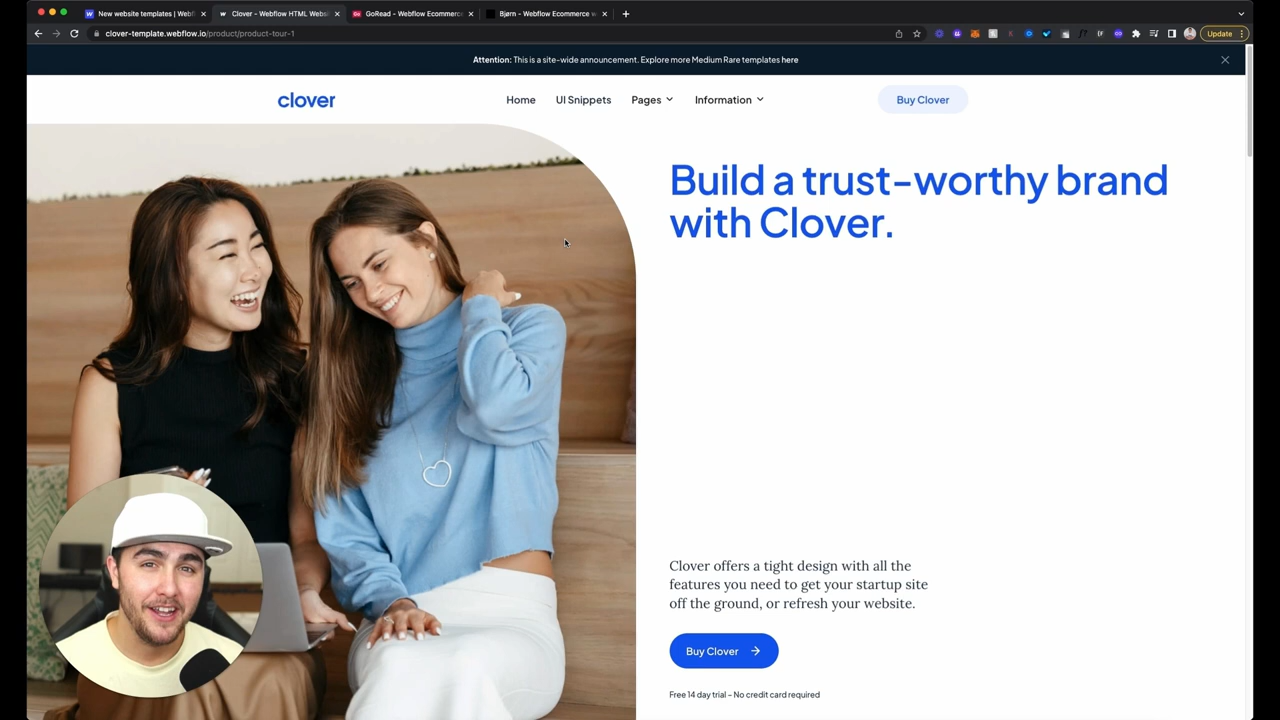 New website templates | Webfl
Clover - Webflow HTML Websi
GoRead - Webflow Ecommerc
Bjørn - Webflow Ecommerce w
clover-template.webflow.io/product/product-tour-1
Update
Attention: This is a site-wide announcement. Explore more Medium Rare templates here
clover
Home
UI Snippets
Pages
Information
Buy Clover
Build a trust-worthy brand
with Clover.
Clover offers a tight design with all the
features you need to get your startup site
off the ground, or refresh your website.
Buy Clover
Free 14 day trial - No credit card required